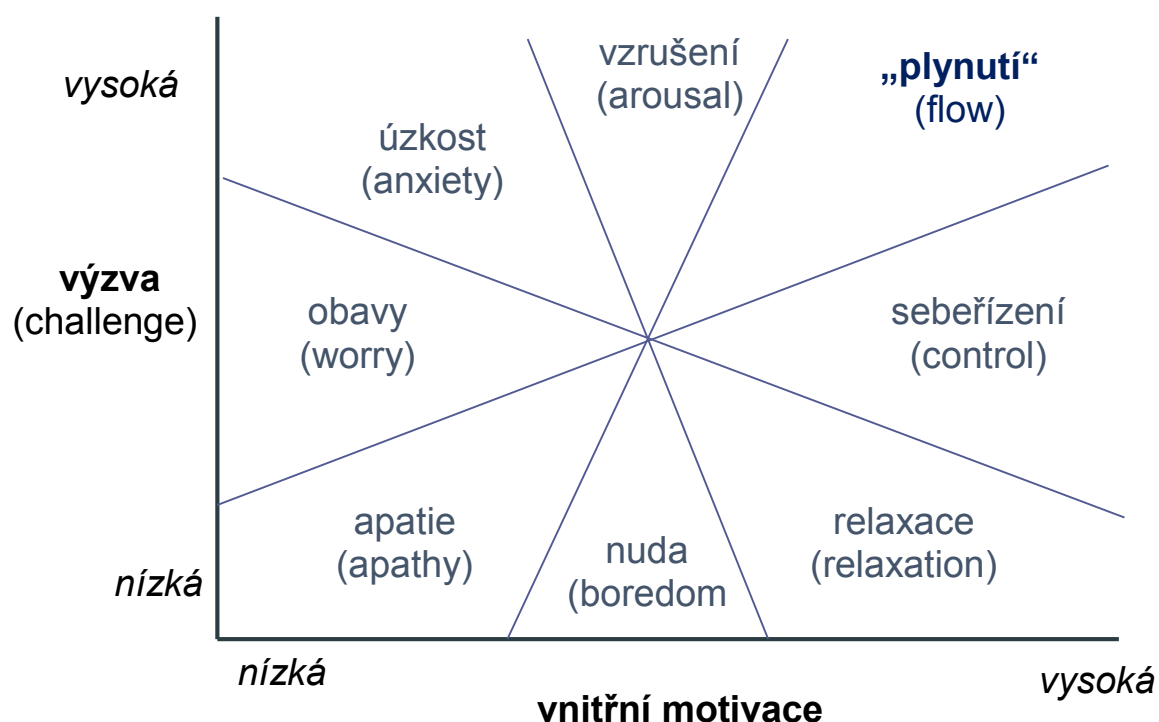 vysoká
vzrušení
(arousal)
„plynutí“
(flow)
úzkost
(anxiety)
výzva
(challenge)
obavy
(worry)
sebeřízení
(control)
apatie
(apathy)
nuda
(boredom
relaxace
(relaxation)
nízká
nízká
vysoká
vnitřní motivace